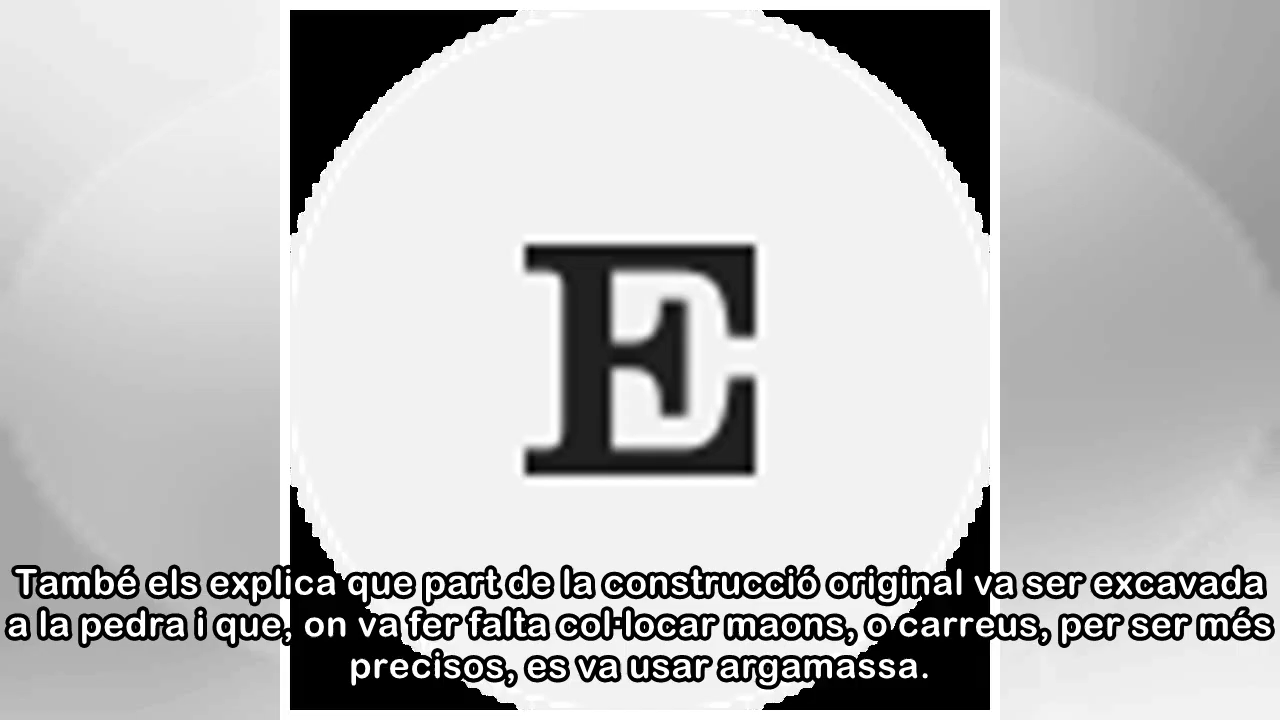 E
També els explica que part de la construcció original va ser excavada
a la pedra i que, on va fer falta col·locar maons, o carreus, per ser més
precisos, es va usar argamassa.